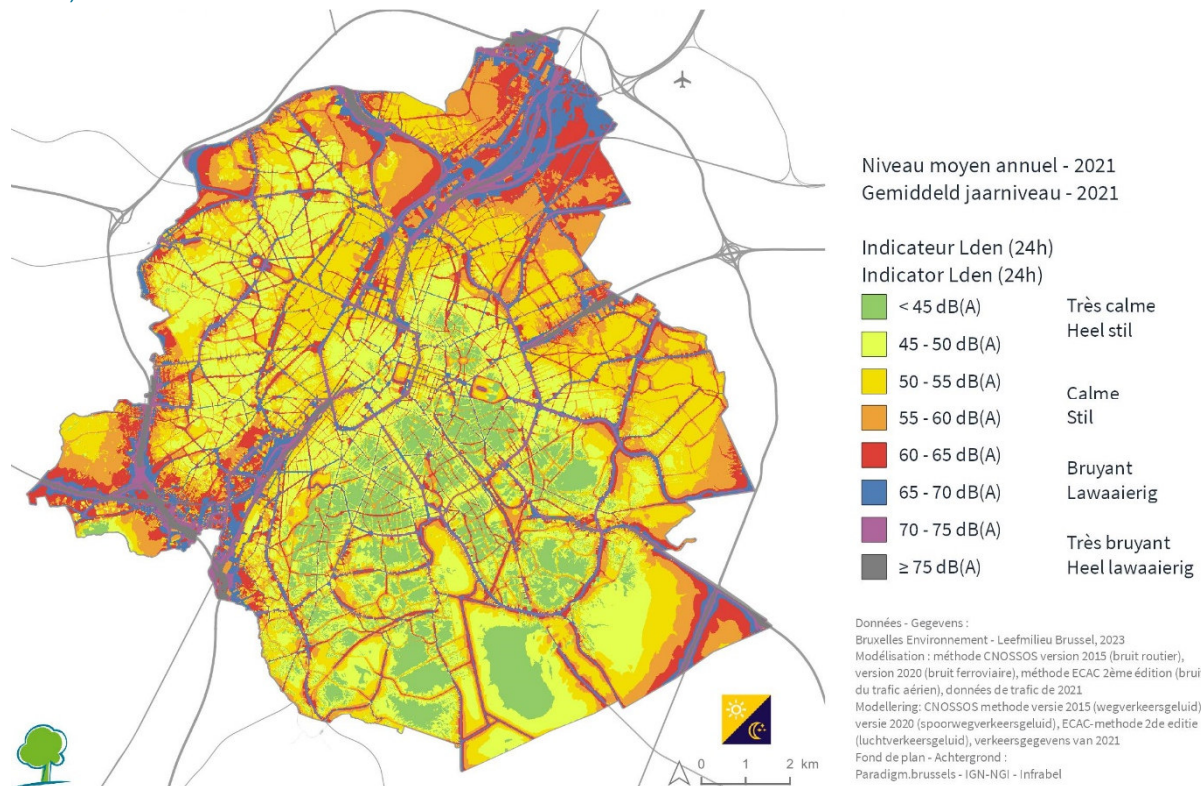 Niveau moyen annuel - 2021
Gemiddeld jaarniveau - 2021
Indicateur Lden (24h)
Indicator Lden (24h)
< 45 dB(A)
Très calme
Heel stil
45 - 50 dB(A)
50 - 55 dB(A)
Calme
Stil
55 - 60 dB(A)
60 - 65 dB(A)
Bruyant
Lawaaierig
65 - 70 dB(A)
70 - 75 dB(A)
Très bruyant
Heel lawaaierig
≥ 75 dB(A)
Données - Gegevens :
Bruxelles Environnement - Leefmilieu Brussel, 2023
Modélisation : méthode CNOSSOS version 2015 (bruit routier),
version 2020 (bruit ferroviaire), méthode ECAC 2ème édition (bruit
du trafic aérien), données de trafic de 2021
Modellering: CNOSSOS methode versie 2015 (wegverkeersgeluid)
versie 2020 (spoorwegverkeersgeluid), ECAC-methode 2de editie
(luchtverkeersgeluid), verkeersgegevens van 2021
Fond de plan - Achtergrond :
Paradigm.brussels - IGN-NGI - Infrabel
0 1 2 km